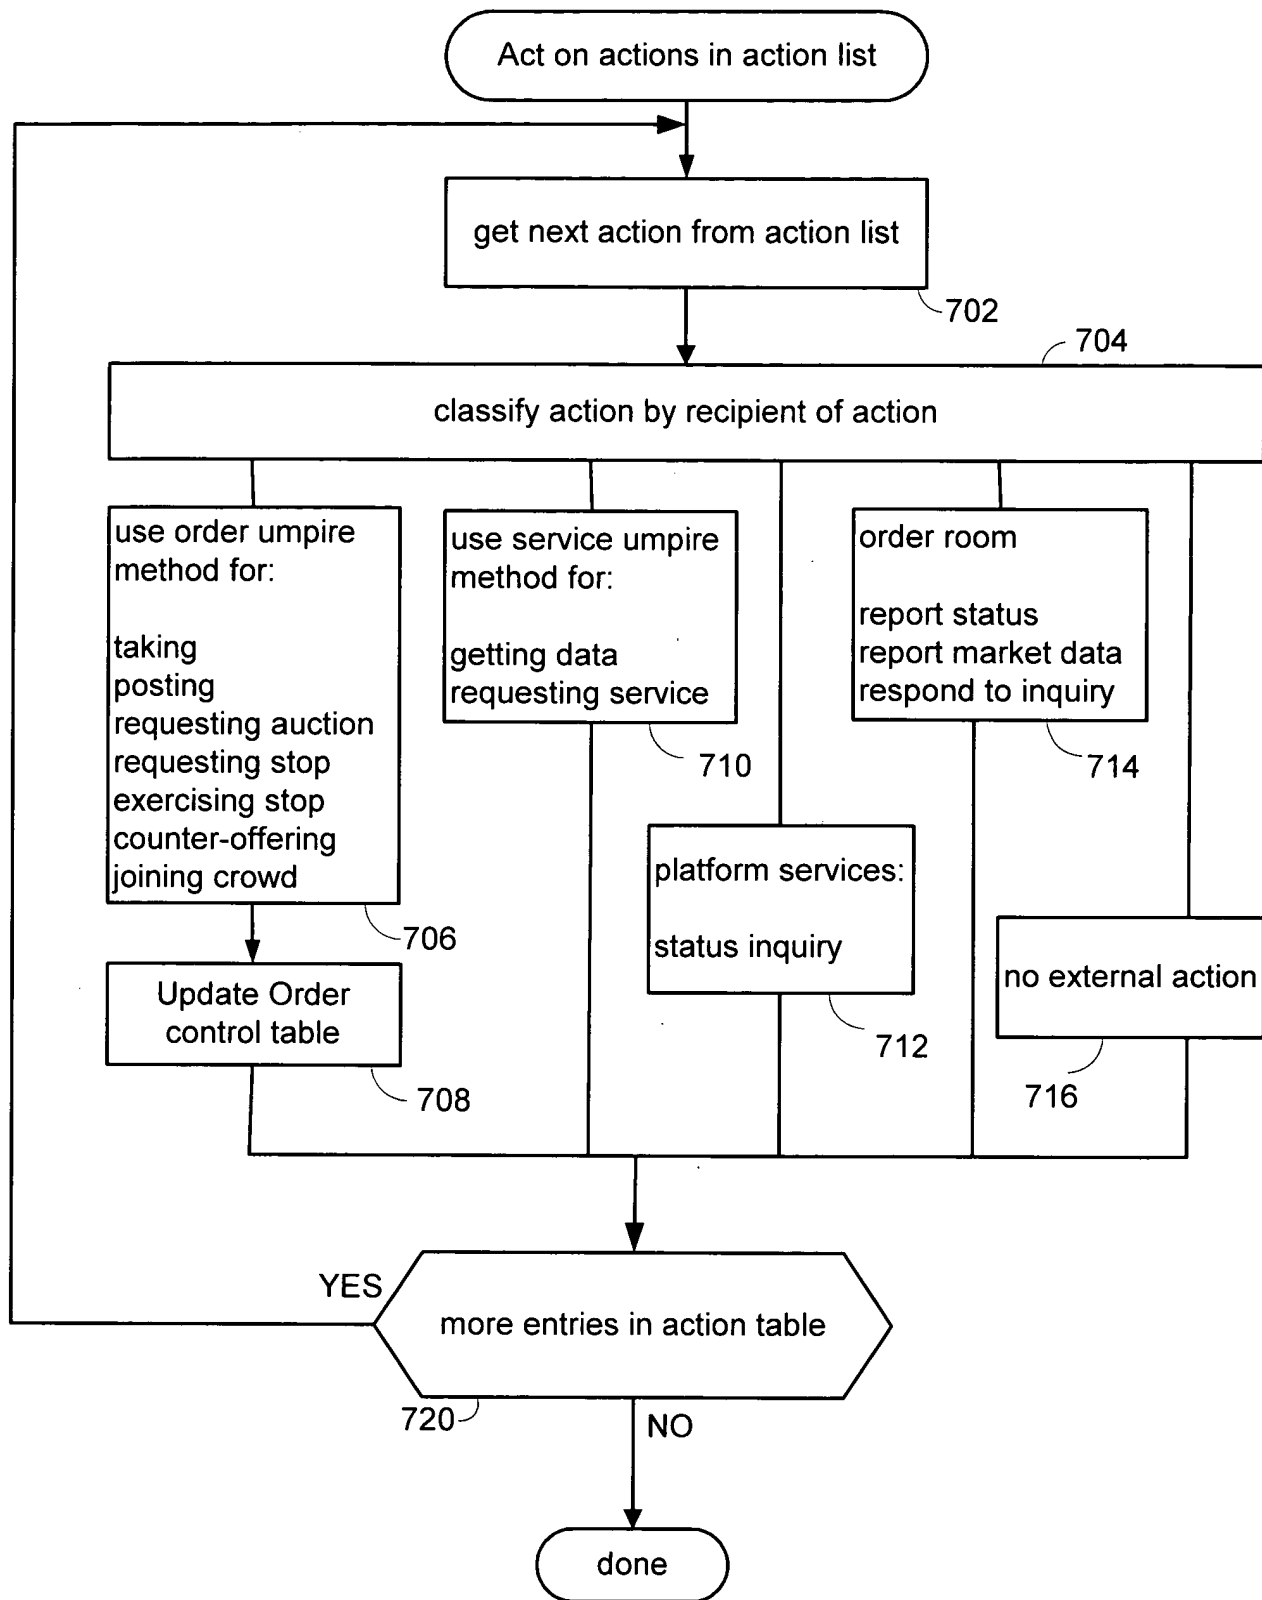 Act on actions in action list
get next action from action list
702
704
classify action by recipient of action
use order umpire
method for:
taking
posting
requesting auction
requesting stop
exercising stop
counter-offering
joining crowd
706
Update Order
control table
708
use service umpire
method for:
getting data
requesting service
710
platform services:
status inquiry
712
order room
report status
report market data
respond to inquiry
714
no external action
716
YES
more entries in action table
720
NO
done